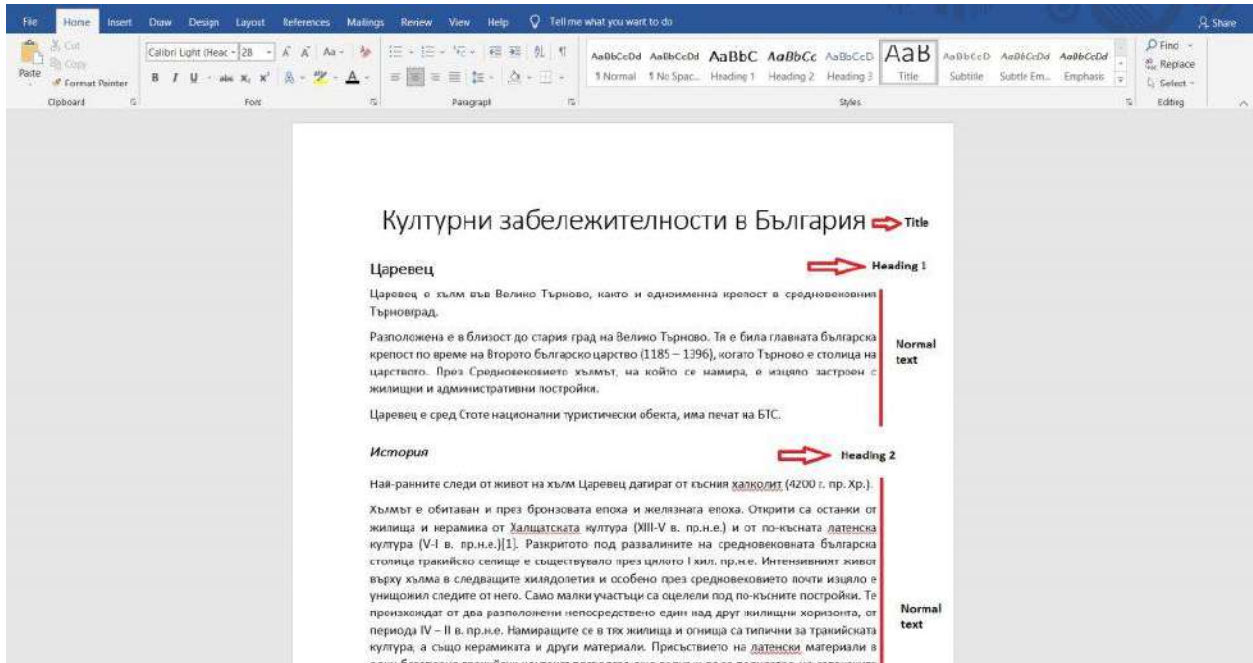 File Home Insert Draw Design Layout References Mailings Review View Help Tell me what you want to do Share
Cut
Copy
Paste
Format Painter
Clipboard
Calibri Light (Heac 28
Font
Paragraph
AaBbCcDd AaBbCcDd AaBbC AaBbCc AaBbCcD AaB AaBbCcD AaBbCcDd AaBbCcDd
¶ Normal ¶ No Spac... Heading 1 Heading 2 Heading 3 Title Subtitle Subtle Em... Emphasis
Styles
Find
Replace
Select
Editing
Културни забележителности в България
Title
Царевец
Heading 1
Царевец е хълм във Велико Търново, както и едноименна крепост в средновековния
Търновград.
Разположена е в близост до стария град на Велико Търново. Тя е била главната българска
крепост по време на Второто българско царство (1185 – 1396), когато Търново е столица на
царството. През Средновековието хълмът, на който се намира, е изцяло застроен с
жилищни и административни постройки.
Царевец е сред Стоте национални туристически обекта, има печат на БТС.
Normal
text
История
Heading 2
Най-ранните следи от живот на хълм Царевец датират от късния халколит (4200 г. пр. Хр.).
Хълмът е обитаван и през бронзовата епоха и желязната епоха. Открити са останки от
жилища и керамика от Халщатската култура (XIII-V в. пр.н.е.) и от по-късната латенска
култура (V-I в. пр.н.е.)[1]. Разкритото под развалините на средновековната българска
столица тракийско селище е съществувало през цялото I хил. пр.н.е. Интензивният живот
върху хълма в следващите хилядолетия и особено през средновековието почти изцяло е
унищожил следите от него. Само малки участъци са оцелели под по-късните постройки. Те
произхождат от два разположени непосредствено един над друг жилищни хоризонта, от
периода IV – II в. пр.н.е. Намиращите се в тях жилища и огнища са типични за тракийската
култура, а също керамиката и други материали. Присъствието на латенски материали в
Normal
text